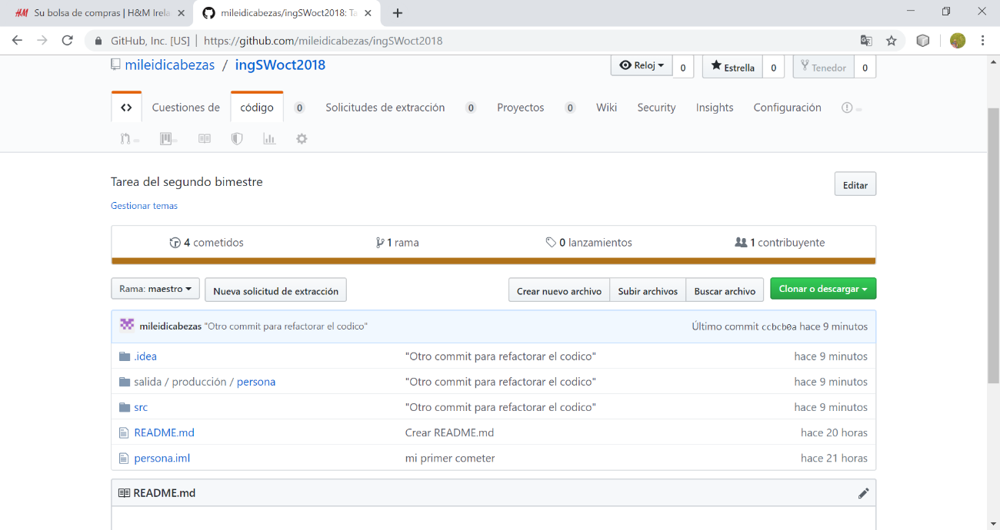 H&M Su bolsa de compras | H&M Irela
mileidicabezas/ingSWoct2018: Ta
GitHub, Inc. [US] | https://github.com/mileidicabezas/ingSWoct2018
mileidicabezas / ingSWoct2018
Reloj 0 Estrella 0 Tenedor 0
Cuestiones de código 0 Solicitudes de extracción 0 Proyectos 0 Wiki Security Insights Configuración
Tarea del segundo bimestre
Editar
Gestionar temas
4 cometidos 1 rama 0 lanzamientos 1 contribuyente
Rama: maestro Nueva solicitud de extracción Crear nuevo archivo Subir archivos Buscar archivo Clonar o descargar
mileidicabezas "Otro commit para refactorar el codico" Último commit ccbcb0a hace 9 minutos
.idea "Otro commit para refactorar el codico" hace 9 minutos
salida / producción / persona "Otro commit para refactorar el codico" hace 9 minutos
src "Otro commit para refactorar el codico" hace 9 minutos
README.md Crear README.md hace 20 horas
persona.iml mi primer cometer hace 21 horas
README.md